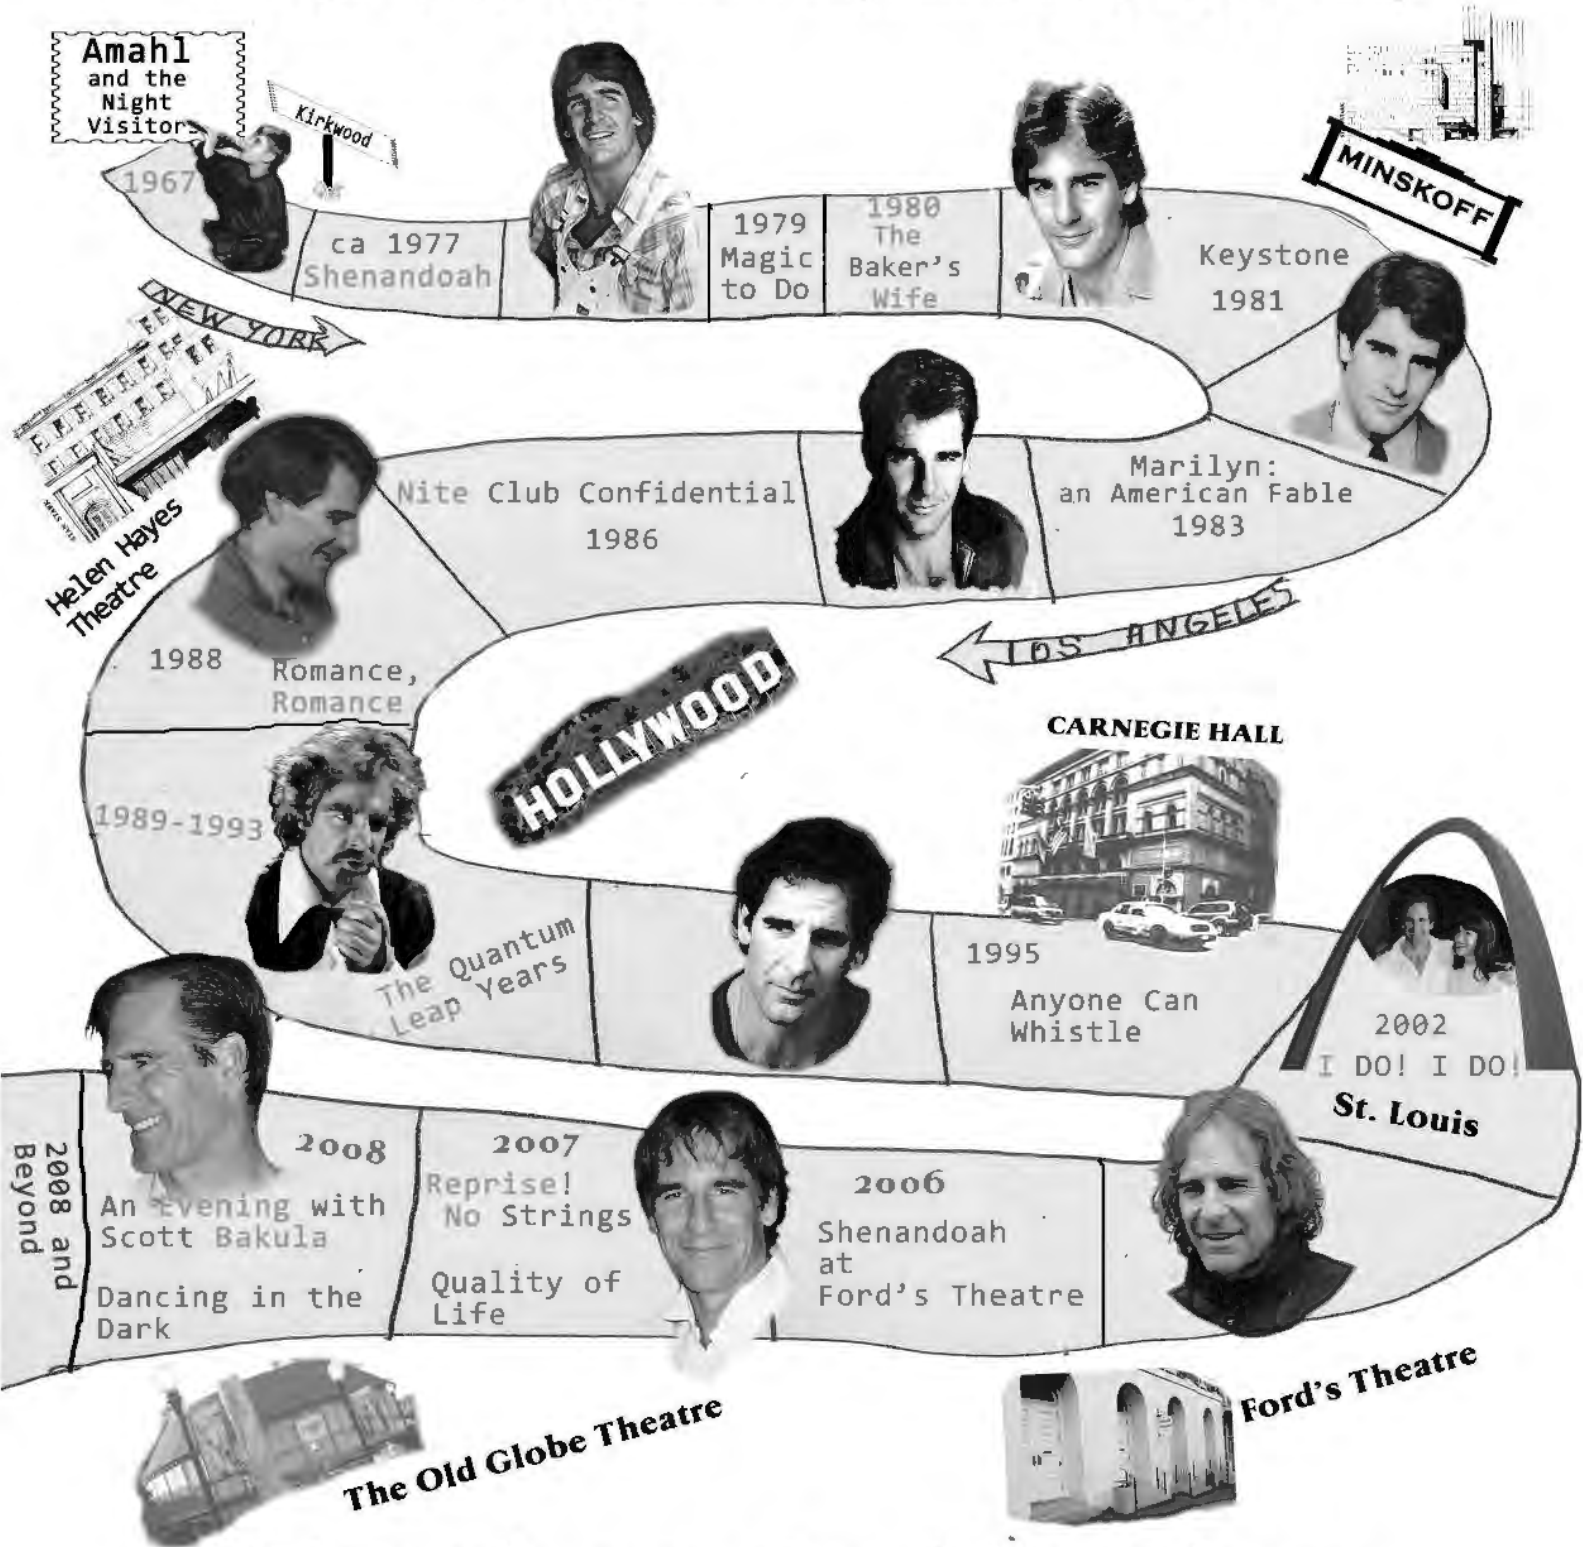 Amahl
and the
Night
Visitors
Kirkwood
1967
ca 1977
Shenandoah
1979
Magic
to Do
1980
The
Baker's
Wife
Keystone
1981
MINSKOFF
NEW YORK
Marilyn:
an American Fable
1983
Nite Club Confidential
1986
LOS ANGELES
Helen Hayes
Theatre
1988
Romance,
Romance
HOLLYWOOD
1989-1993
The Quantum
Leap Years
CARNEGIE HALL
1995
Anyone Can
Whistle
2002
I DO! I DO!
St. Louis
2006
Shenandoah
at
Ford's Theatre
2007
Reprise!
No Strings
Quality of
Life
2008
An Evening with
Scott Bakula
Dancing in the
Dark
2008 and
Beyond
The Old Globe Theatre
Ford's Theatre